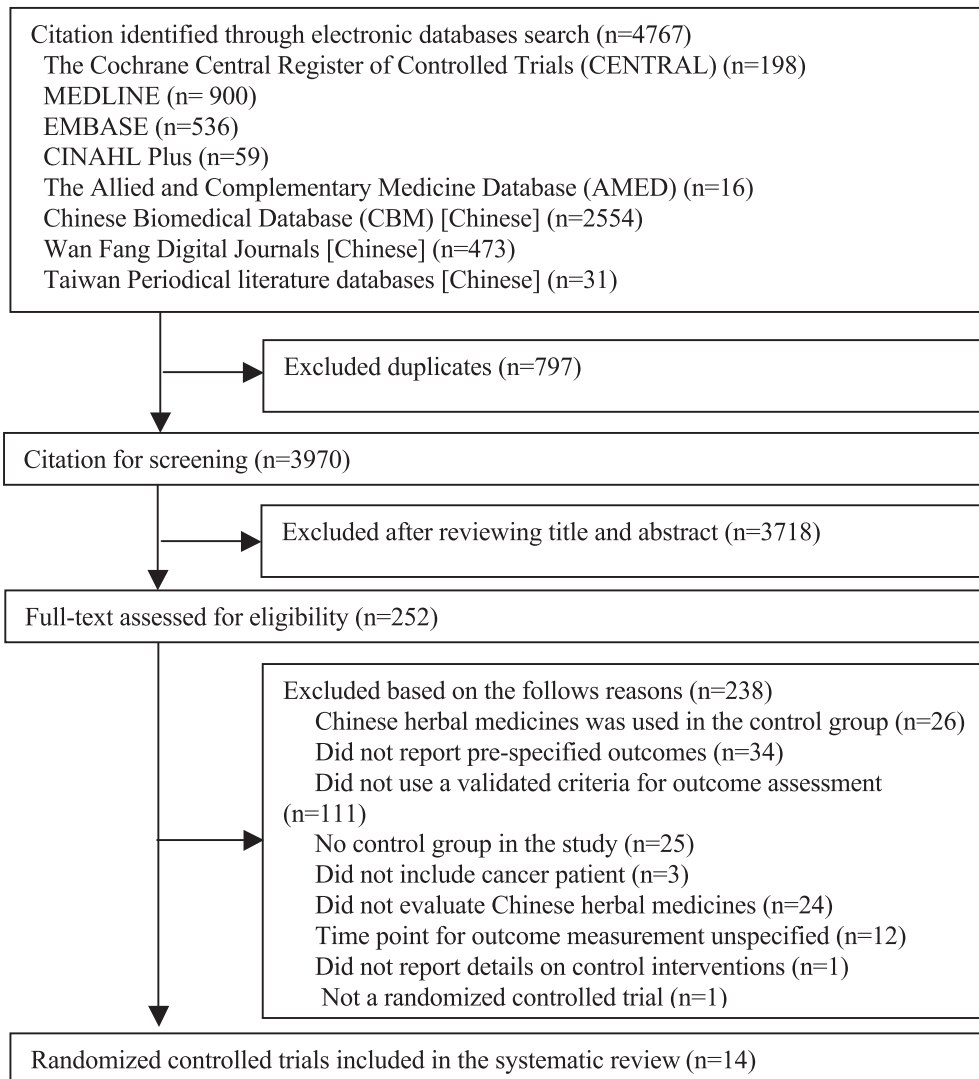 Citation identified through electronic databases search (n=4767)
The Cochrane Central Register of Controlled Trials (CENTRAL) (n=198)
MEDLINE (n= 900)
EMBASE (n=536)
CINAHL Plus (n=59)
The Allied and Complementary Medicine Database (AMED) (n=16)
Chinese Biomedical Database (CBM) [Chinese] (n=2554)
Wan Fang Digital Journals [Chinese] (n=473)
Taiwan Periodical literature databases [Chinese] (n=31)
Excluded duplicates (n=797)
Citation for screening (n=3970)
Excluded after reviewing title and abstract (n=3718)
Full-text assessed for eligibility (n=252)
Excluded based on the follows reasons (n=238)
Chinese herbal medicines was used in the control group (n=26)
Did not report pre-specified outcomes (n=34)
Did not use a validated criteria for outcome assessment
(n=111)
No control group in the study (n=25)
Did not include cancer patient (n=3)
Did not evaluate Chinese herbal medicines (n=24)
Time point for outcome measurement unspecified (n=12)
Did not report details on control interventions (n=1)
Not a randomized controlled trial (n=1)
Randomized controlled trials included in the systematic review (n=14)